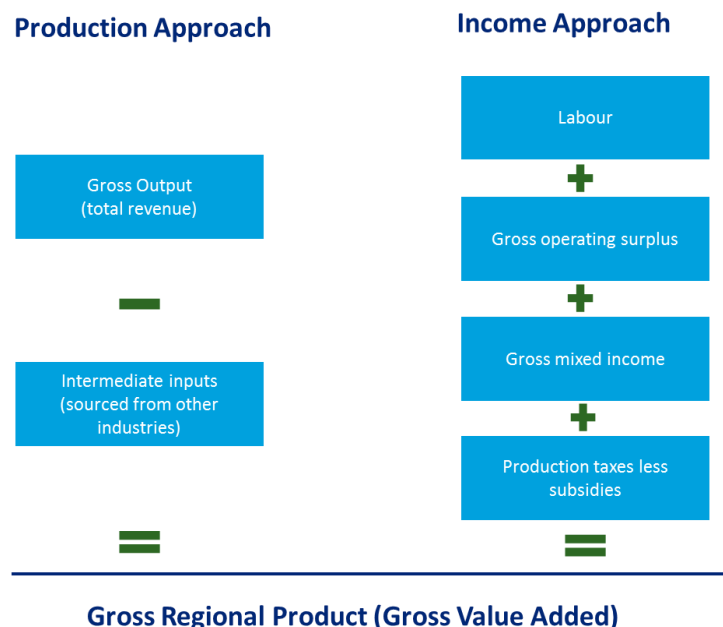 Production Approach
Gross Output
(total revenue)
Intermediate inputs
(sourced from other
industries)
Income Approach
Labour
Gross operating surplus
Gross mixed income
Production taxes less
subsidies
Gross Regional Product (Gross Value Added)